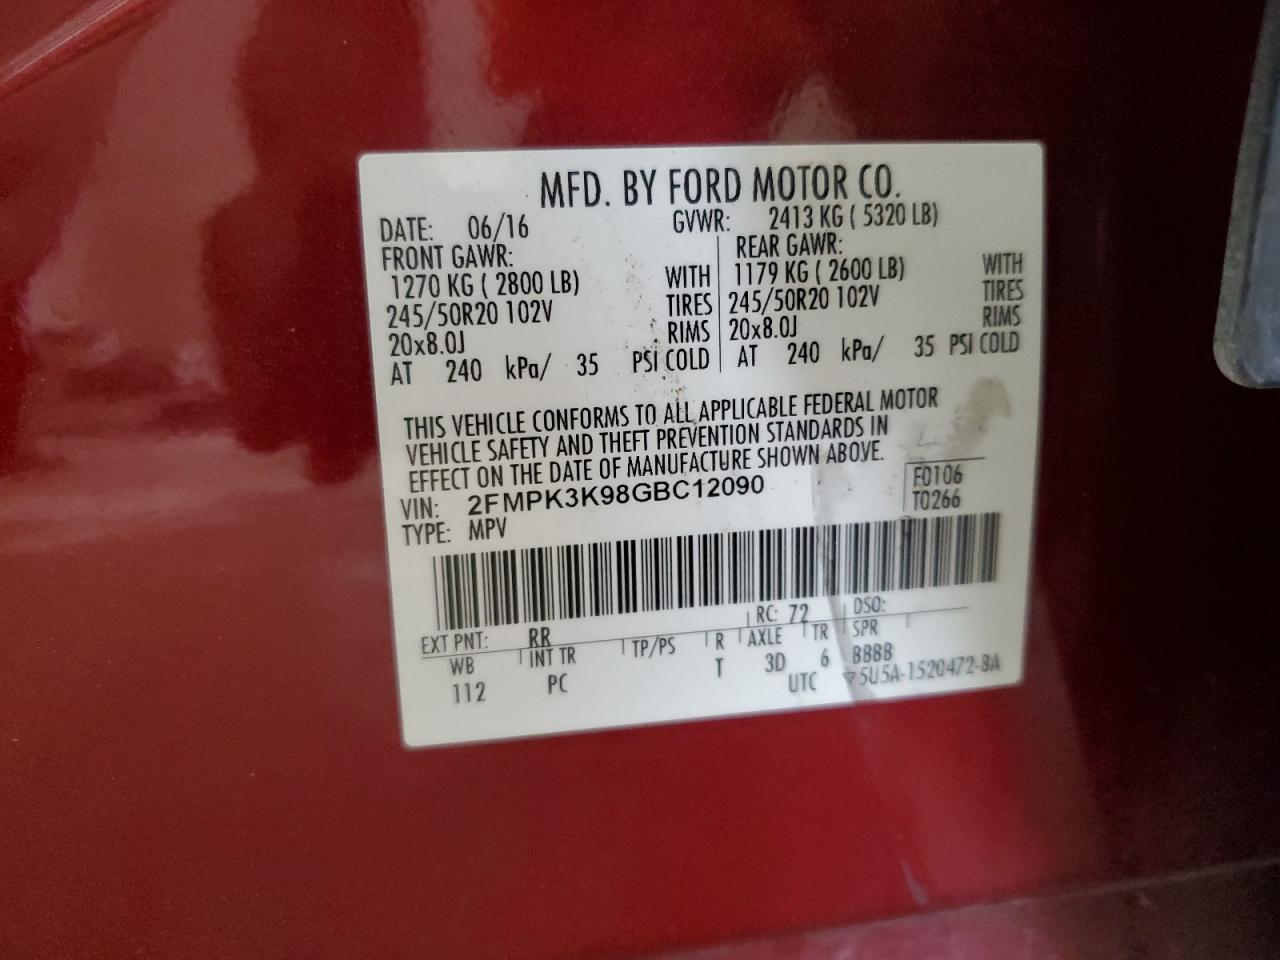 MFD. BY FORD MOTOR CO.
DATE: 06/16 GVWR: 2413 KG ( 5320 LB)
FRONT GAWR: REAR GAWR:
1270 KG ( 2800 LB) WITH 1179 KG ( 2600 LB) WITH
245/50R20 102V TIRES 245/50R20 102V TIRES
20x8.0J RIMS 20x8.0J RIMS
AT 240 kPa/ 35 PSI COLD AT 240 kPa/ 35 PSI COLD
THIS VEHICLE CONFORMS TO ALL APPLICABLE FEDERAL MOTOR
VEHICLE SAFETY AND THEFT PREVENTION STANDARDS IN
EFFECT ON THE DATE OF MANUFACTURE SHOWN ABOVE.
VIN: 2FMPK3K98GBC12090 F0106
TYPE: MPV T0266
EXT PNT: RR RC: 72 DSO:
WB INT TR TP/PS R AXLE TR SPR
112 PC T 3D 6 BBBB
UTC ▽5U5A-1520472-BA